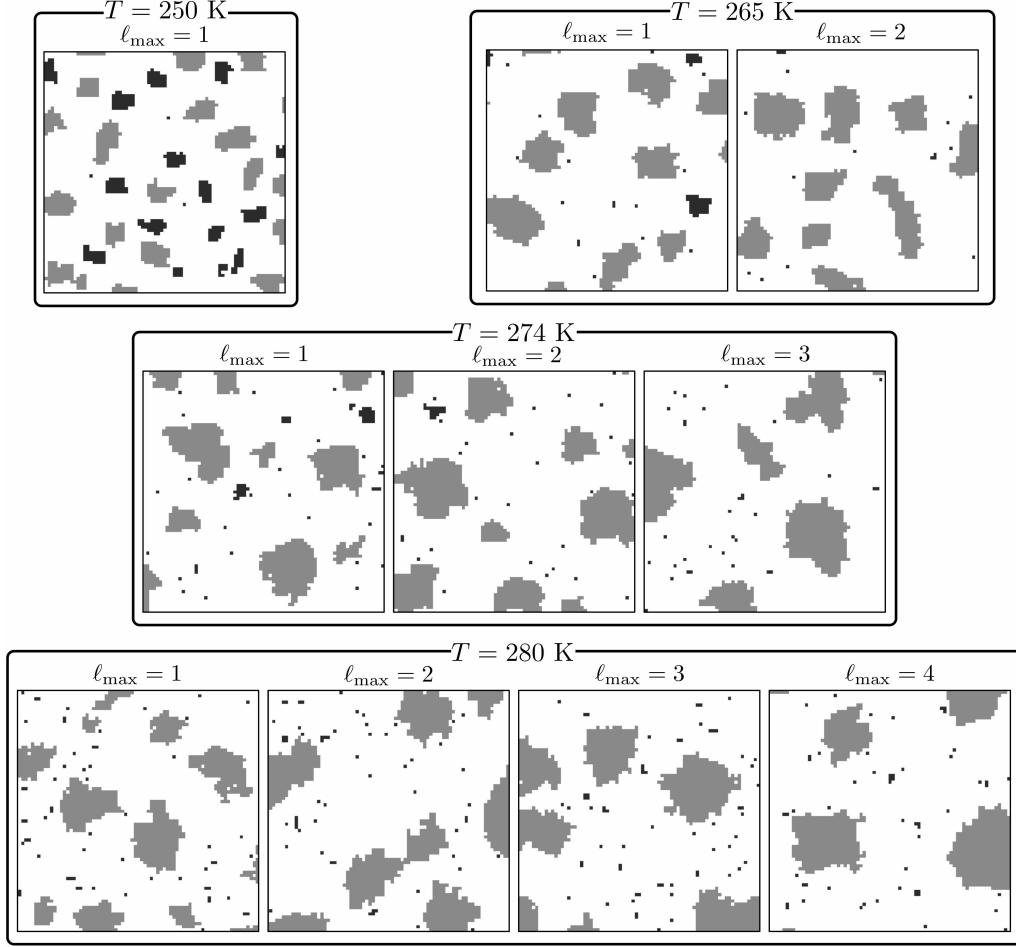 T = 250 K
ℓmax = 1
T = 265 K
ℓmax = 1
ℓmax = 2
T = 274 K
ℓmax = 1
ℓmax = 2
ℓmax = 3
T = 280 K
ℓmax = 1
ℓmax = 2
ℓmax = 3
ℓmax = 4